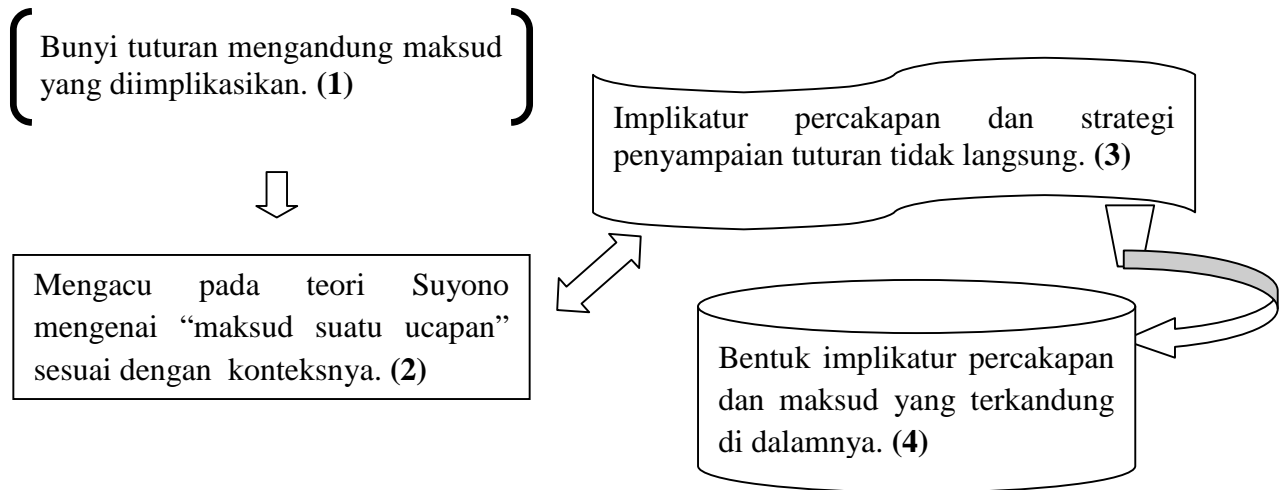 Bunyi tuturan mengandung maksud
yang diimplikasikan. (1)
Mengacu pada teori Suyono
mengenai “maksud suatu ucapan”
sesuai dengan konteksnya. (2)
Implikatur percakapan dan strategi
penyampaian tuturan tidak langsung. (3)
Bentuk implikatur percakapan
dan maksud yang terkandung
di dalamnya. (4)